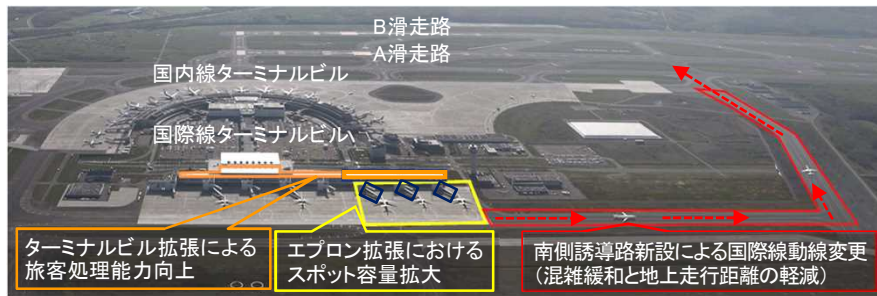 B滑走路
A滑走路
国内線ターミナルビル
国際線ターミナルビル
ターミナルビル拡張による
旅客処理能力向上
エプロン拡張における
スポット容量拡大
南側誘導路新設による国際線動線変更
(混雑緩和と地上走行距離の軽減)